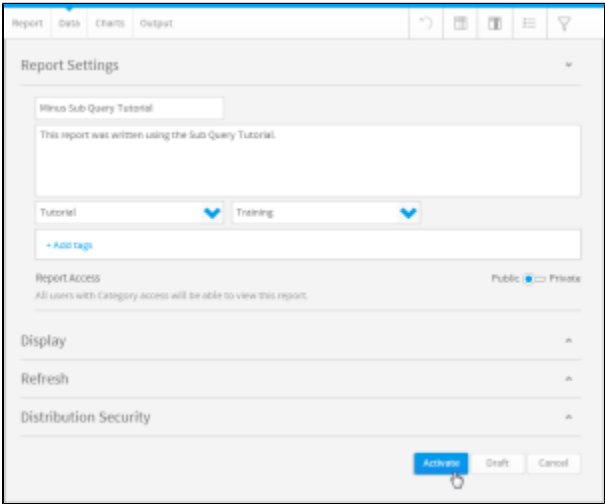 Report Data Charts Output
Report Settings
Minus Sub Query Tutorial
This report was written using the Sub Query Tutorial.
Tutorial Training
+ Add tags
Report Access Public Private
All users with Category access will be able to view this report.
Display
Refresh
Distribution Security
Activate Draft Cancel